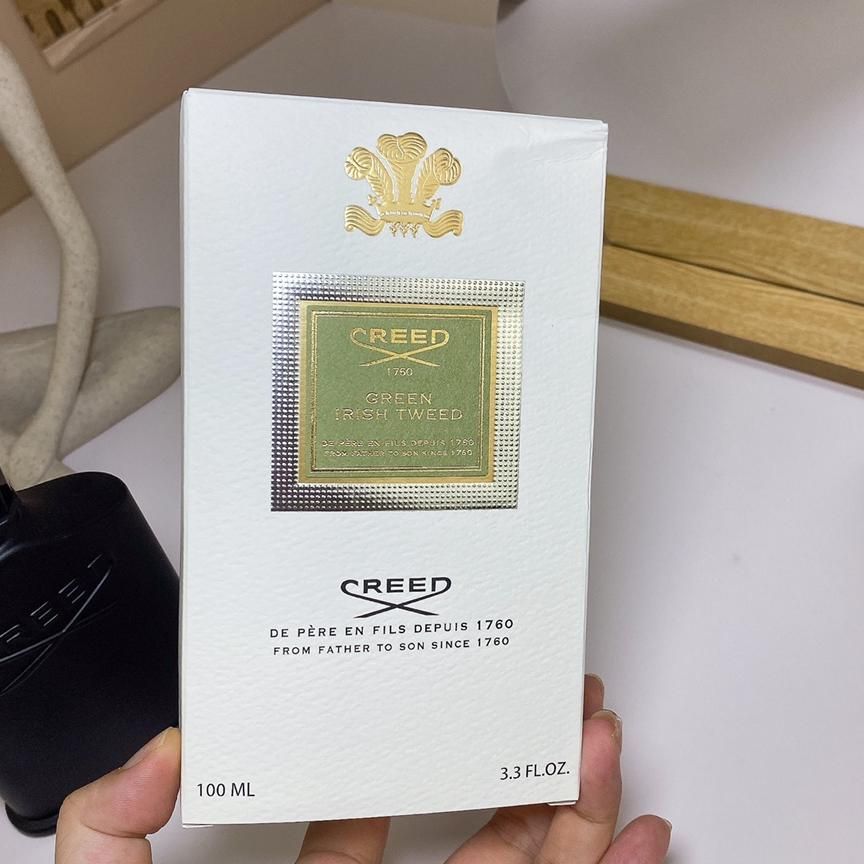 CREED
1760
GREEN
IRISH TWEED
DE PÈRE EN FILS DEPUIS 1760
FROM FATHER TO SON SINCE 1760
CREED
DE PÈRE EN FILS DEPUIS 1760
FROM FATHER TO SON SINCE 1760
100 ML
3.3 FL.OZ.
CREED